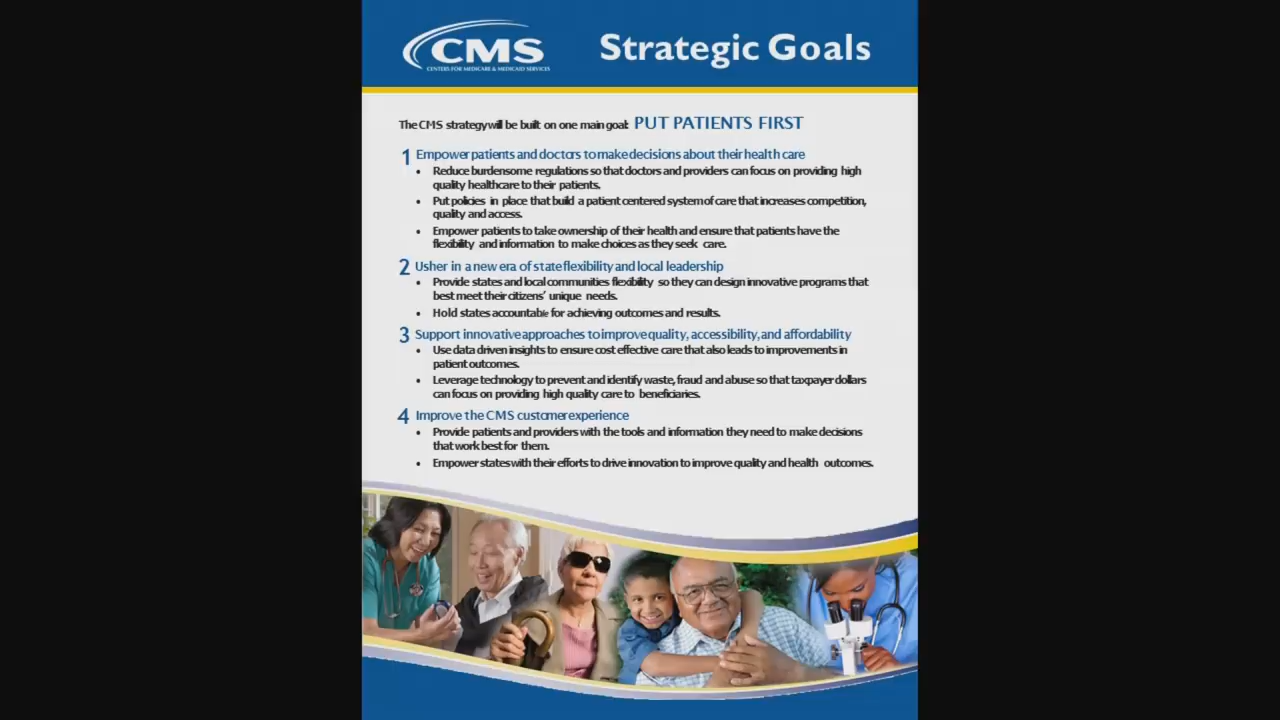 CMS
CENTERS FOR MEDICARE & MEDICAID SERVICES
Strategic Goals
The CMS strategy will be built on one main goal: PUT PATIENTS FIRST
1 Empower patients and doctors to make decisions about their health care
• Reduce burdensome regulations so that doctors and providers can focus on providing high
quality healthcare to their patients.
• Put policies in place that build a patient centered system of care that increases competition,
quality and access.
• Empower patients to take ownership of their health and ensure that patients have the
flexibility and information to make choices as they seek care.
2 Usher in a new era of state flexibility and local leadership
• Provide states and local communities flexibility so they can design innovative programs that
best meet their citizens' unique needs.
• Hold states accountable for achieving outcomes and results.
3 Support innovative approaches to improve quality, accessibility, and affordability
• Use data driven insights to ensure cost effective care that also leads to improvements in
patient outcomes.
• Leverage technology to prevent and identify waste, fraud and abuse so that taxpayer dollars
can focus on providing high quality care to beneficiaries.
4 Improve the CMS customer experience
• Provide patients and providers with the tools and information they need to make decisions
that work best for them.
• Empower states with their efforts to drive innovation to improve quality and health outcomes.